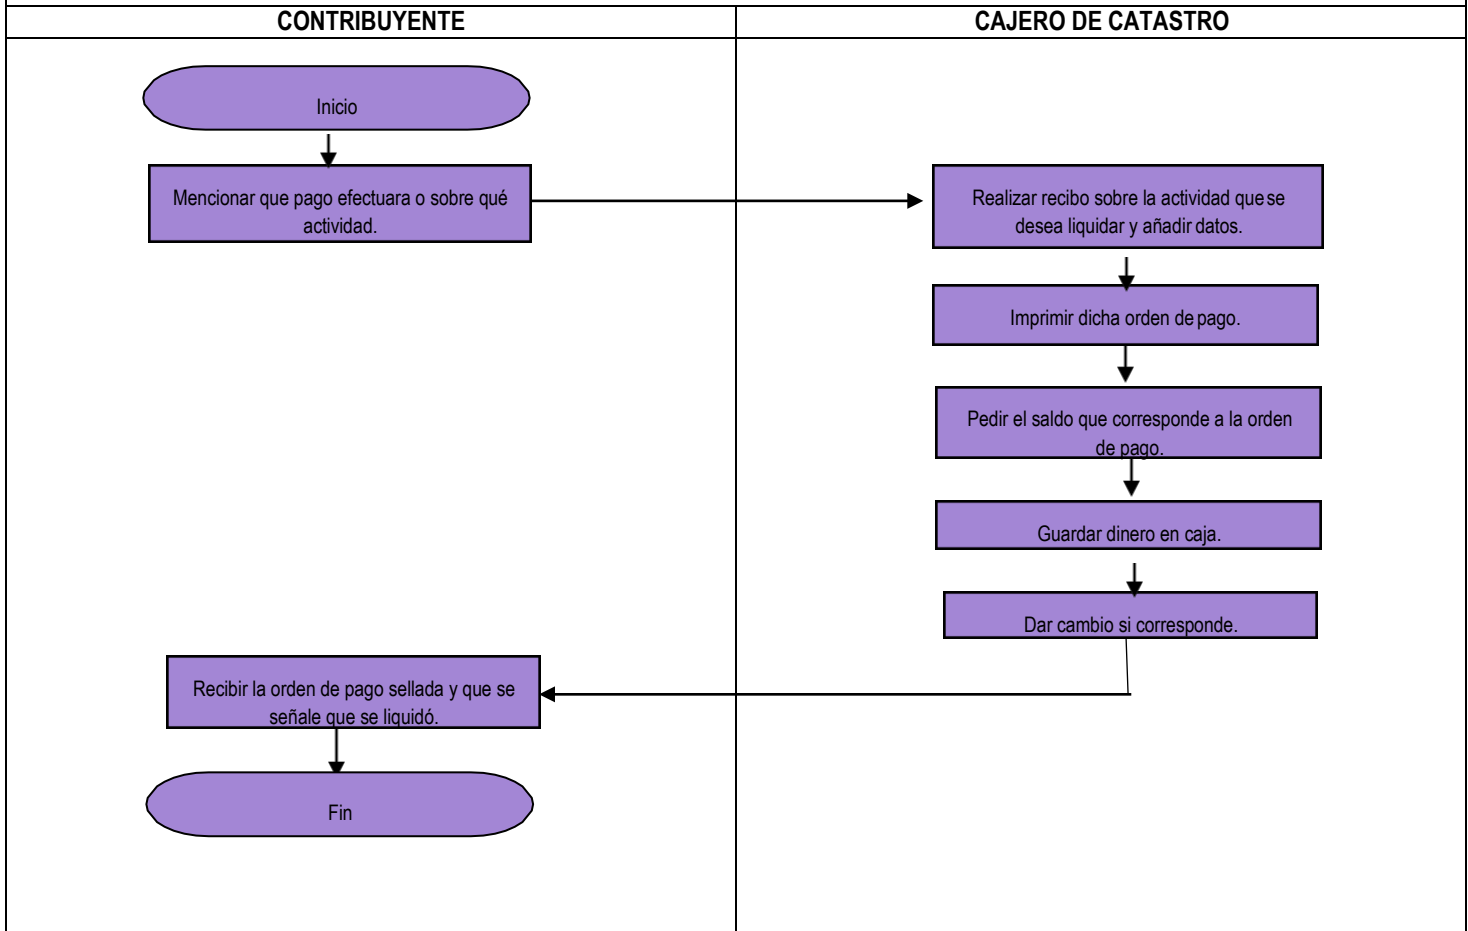 CONTRIBUYENTE
CAJERO DE CATASTRO
Inicio
Mencionar que pago efectuara o sobre qué
actividad.
Realizar recibo sobre la actividad que se
desea liquidar y añadir datos.
Imprimir dicha orden de pago.
Pedir el saldo que corresponde a la orden
de pago.
Guardar dinero en caja.
Dar cambio si corresponde.
Recibir la orden de pago sellada y que se
señale que se liquidó.
Fin